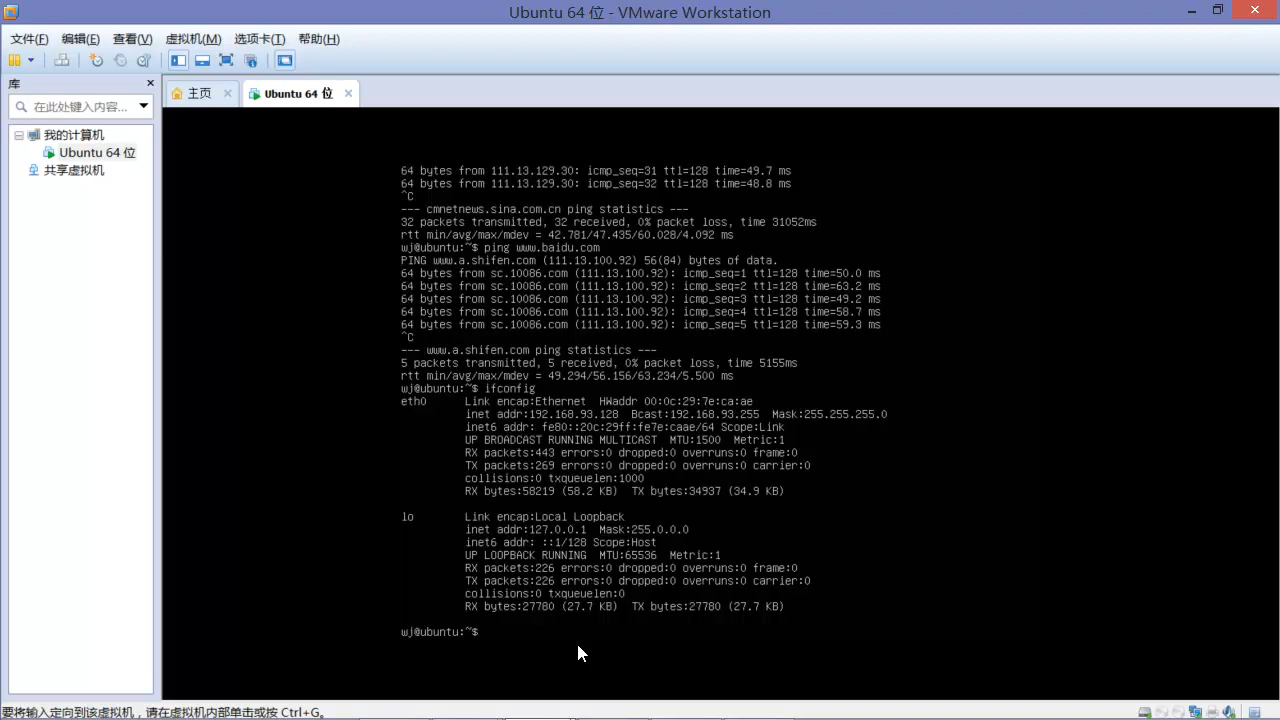 Ubuntu 64 位 - VMware Workstation
文件(F) 编辑(E) 查看(V) 虚拟机(M) 选项卡(T) 帮助(H)
库
在此处键入内容...
我的计算机
Ubuntu 64 位
共享虚拟机
主页 Ubuntu 64 位
64 bytes from 111.13.129.30: icmp_seq=31 ttl=128 time=49.7 ms
64 bytes from 111.13.129.30: icmp_seq=32 ttl=128 time=48.8 ms
^C
--- cmnetnews.sina.com.cn ping statistics ---
32 packets transmitted, 32 received, 0% packet loss, time 31052ms
rtt min/avg/max/mdev = 42.781/47.435/60.028/4.092 ms
wj@ubuntu:~$ ping www.baidu.com
PING www.a.shifen.com (111.13.100.92) 56(84) bytes of data.
64 bytes from sc.10086.com (111.13.100.92): icmp_seq=1 ttl=128 time=50.0 ms
64 bytes from sc.10086.com (111.13.100.92): icmp_seq=2 ttl=128 time=63.2 ms
64 bytes from sc.10086.com (111.13.100.92): icmp_seq=3 ttl=128 time=49.2 ms
64 bytes from sc.10086.com (111.13.100.92): icmp_seq=4 ttl=128 time=58.7 ms
64 bytes from sc.10086.com (111.13.100.92): icmp_seq=5 ttl=128 time=59.3 ms
^C
--- www.a.shifen.com ping statistics ---
5 packets transmitted, 5 received, 0% packet loss, time 5155ms
rtt min/avg/max/mdev = 49.294/56.156/63.234/5.500 ms
wj@ubuntu:~$ ifconfig
eth0 Link encap:Ethernet HWaddr 00:0c:29:7e:ca:ae
inet addr:192.168.93.128 Bcast:192.168.93.255 Mask:255.255.255.0
inet6 addr: fe80::20c:29ff:fe7e:caae/64 Scope:Link
UP BROADCAST RUNNING MULTICAST MTU:1500 Metric:1
RX packets:443 errors:0 dropped:0 overruns:0 frame:0
TX packets:269 errors:0 dropped:0 overruns:0 carrier:0
collisions:0 txqueuelen:1000
RX bytes:58219 (58.2 KB) TX bytes:34937 (34.9 KB)
lo Link encap:Local Loopback
inet addr:127.0.0.1 Mask:255.0.0.0
inet6 addr: ::1/128 Scope:Host
UP LOOPBACK RUNNING MTU:65536 Metric:1
RX packets:226 errors:0 dropped:0 overruns:0 frame:0
TX packets:226 errors:0 dropped:0 overruns:0 carrier:0
collisions:0 txqueuelen:0
RX bytes:27780 (27.7 KB) TX bytes:27780 (27.7 KB)
wj@ubuntu:~$
要将输入定向到该虚拟机，请在虚拟机内部单击或按 Ctrl+G。